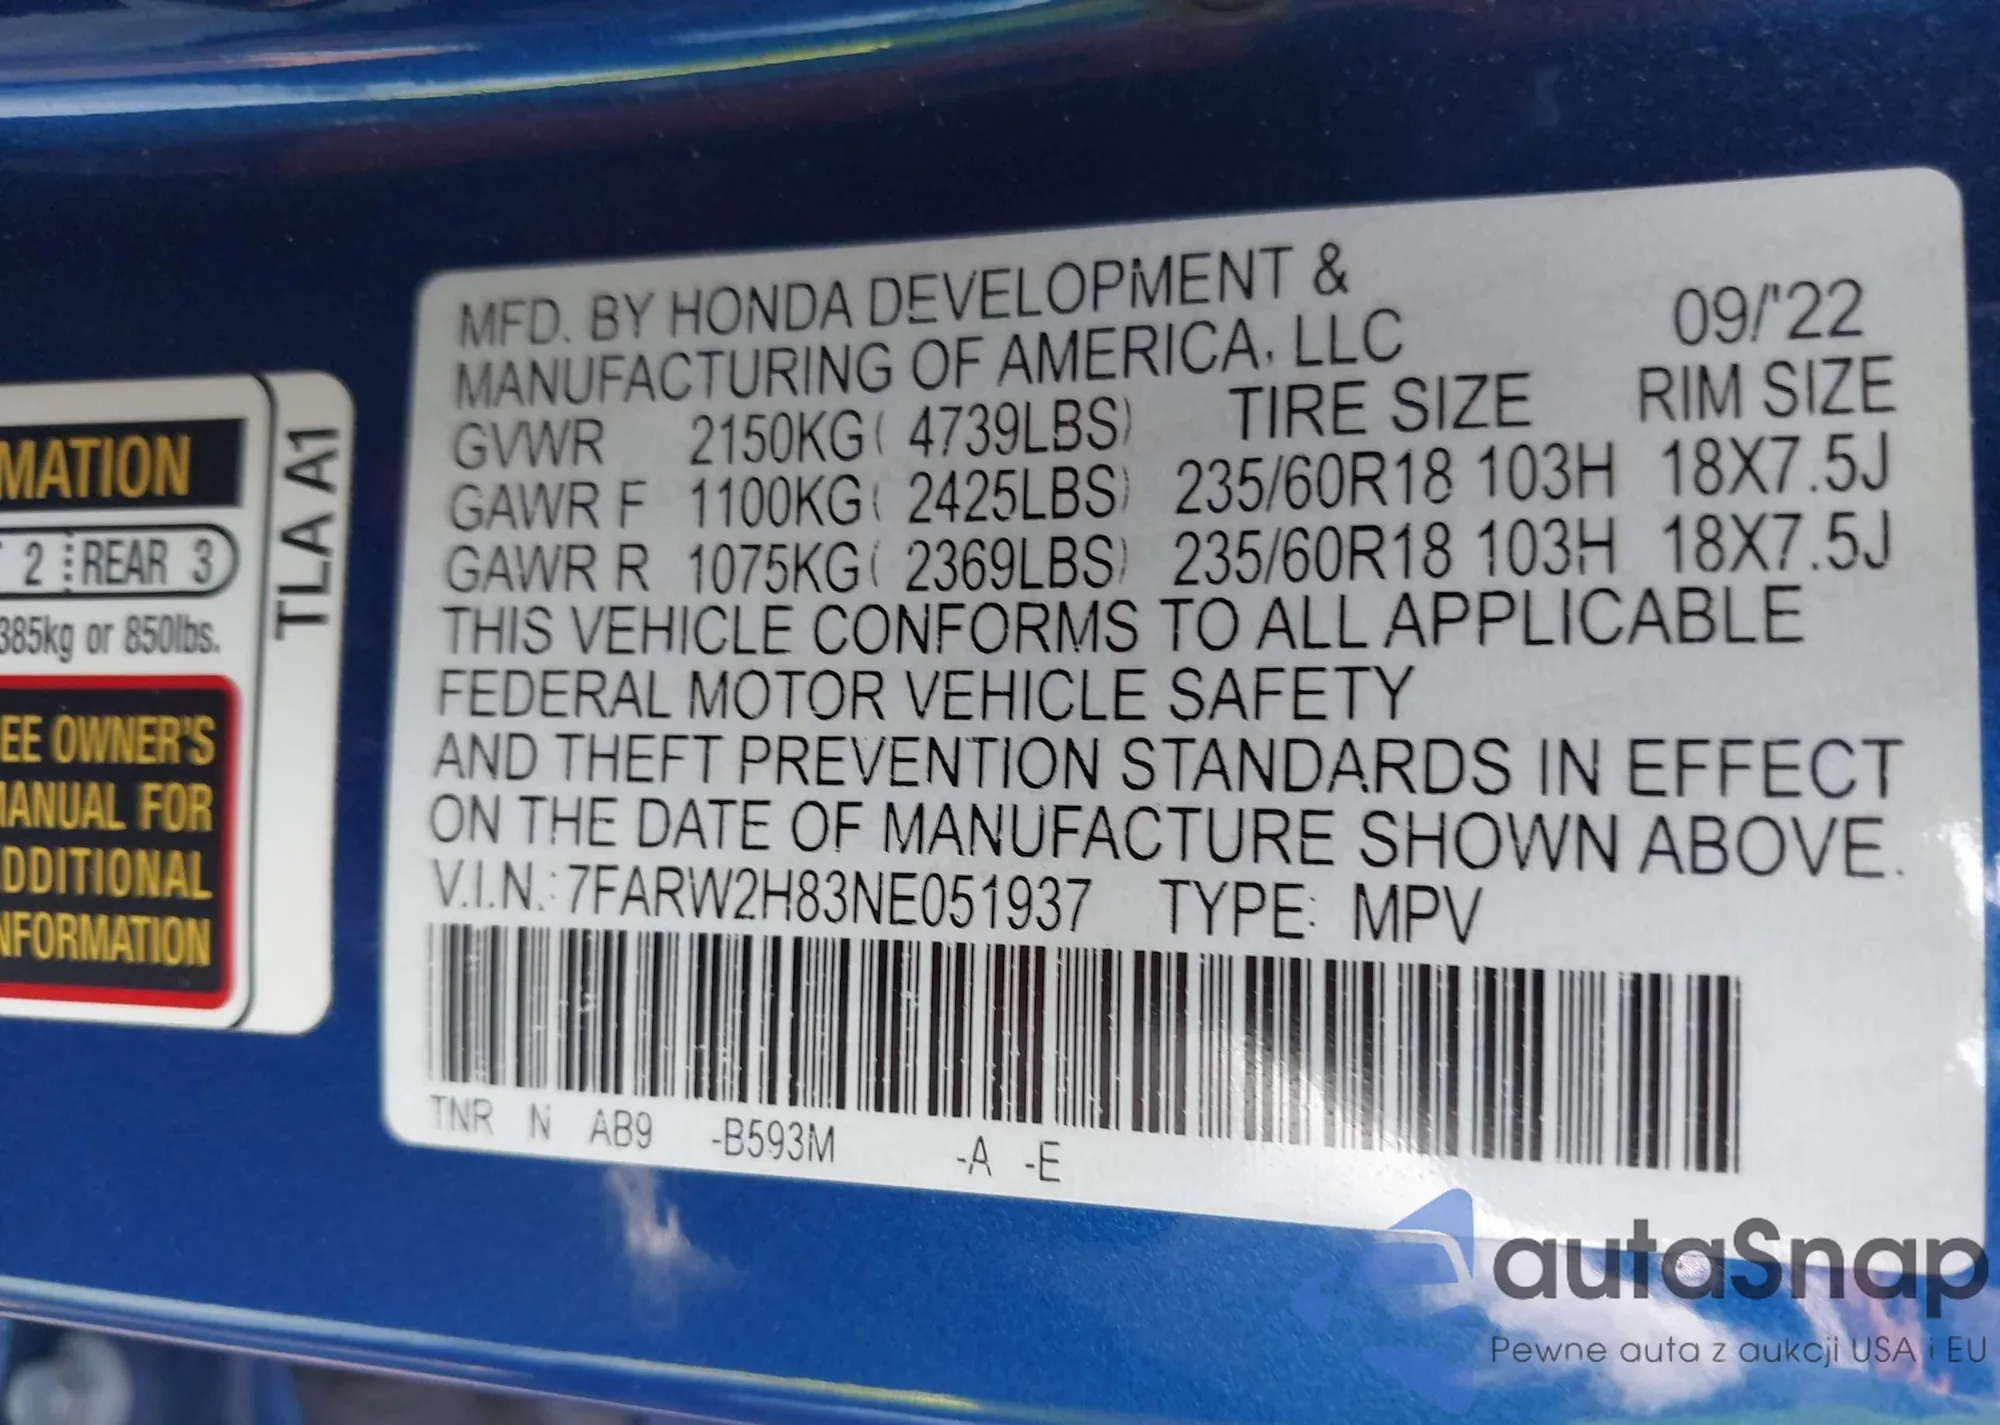 MATION
2 REAR 3
385kg or 850lbs.
EE OWNER'S
MANUAL FOR
DDITIONAL
NFORMATION
TLA A1
MFD. BY HONDA DEVELOPMENT &
MANUFACTURING OF AMERICA, LLC 09/'22
GVWR 2150KG( 4739LBS) TIRE SIZE RIM SIZE
GAWR F 1100KG( 2425LBS) 235/60R18 103H 18X7.5J
GAWR R 1075KG( 2369LBS) 235/60R18 103H 18X7.5J
THIS VEHICLE CONFORMS TO ALL APPLICABLE
FEDERAL MOTOR VEHICLE SAFETY
AND THEFT PREVENTION STANDARDS IN EFFECT
ON THE DATE OF MANUFACTURE SHOWN ABOVE.
V.I.N.: 7FARW2H83NE051937 TYPE: MPV
TNR N AB9 -B593M -A -E
autaSnap
Pewne auta z aukcji USA i EU